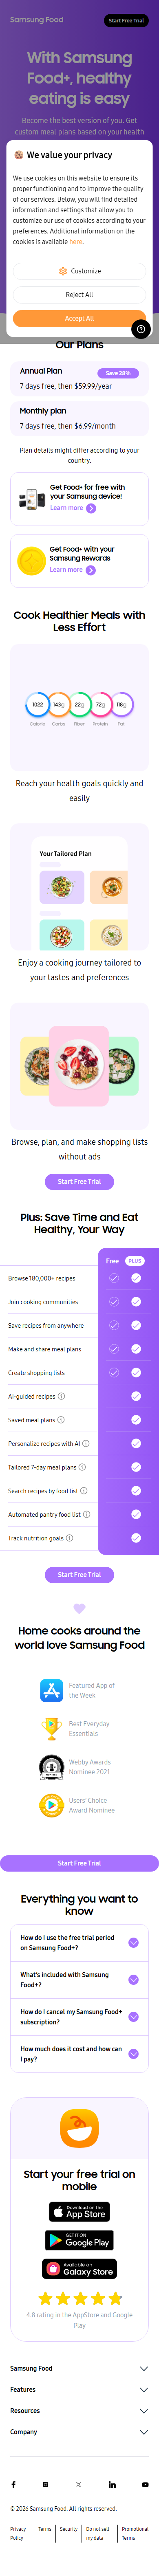 Samsung Food
Start Free Trial
With Samsung
Food+, healthy
eating is easy
Become the best version of you. Get
custom meal plans based on your health
We value your privacy
We use cookies on this website to ensure its
proper functioning and to improve the quality
of our services. Below, you will find detailed
information and settings that allow you to
customize our use of cookies according to your
preferences. Additional information on the
cookies is available here.
Customize
Reject All
Accept All
Our Plans
Annual Plan
Save 28%
7 days free, then $59.99/year
Monthly plan
7 days free, then $6.99/month
Plan details might differ according to your
country.
Get Food+ for free with
your Samsung device!
Learn more
Get Food+ with your
Samsung Rewards
Learn more
Cook Healthier Meals with
Less Effort
1022
143g
22g
72g
118g
Calorie
Carbs
Fiber
Protein
Fat
Reach your health goals quickly and
easily
Your Tailored Plan
Enjoy a cooking journey tailored to
your tastes and preferences
Browse, plan, and make shopping lists
without ads
Start Free Trial
Plus: Save Time and Eat
Healthy, Your Way
Free
PLUS
Browse 180,000+ recipes
Join cooking communities
Save recipes from anywhere
Make and share meal plans
Create shopping lists
Ai-guided recipes
Saved meal plans
Personalize recipes with AI
Tailored 7-day meal plans
Search recipes by food list
Automated pantry food list
Track nutrition goals
Start Free Trial
Home cooks around the
world love Samsung Food
Featured App of
the Week
Best Everyday
Essentials
Webby Awards
Nominee 2021
Users' Choice
Award Nominee
Start Free Trial
Everything you want to
know
How do I use the free trial period
on Samsung Food+?
What's included with Samsung
Food+?
How do I cancel my Samsung Food+
subscription?
How much does it cost and how can
I pay?
Start your free trial on
mobile
Download on the
App Store
GET IT ON
Google Play
Available on
Galaxy Store
4.8 rating in the AppStore and Google
Play
Samsung Food
Features
Resources
Company
© 2026 Samsung Food. All rights reserved.
Privacy
Policy
Terms
Security
Do not sell
my data
Promotional
Terms